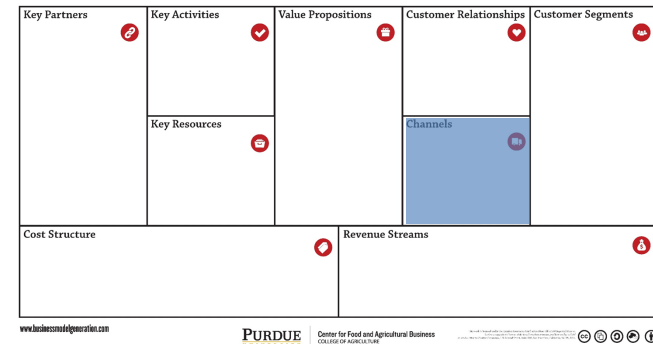 Key Partners
Key Activities
Value Propositions
Customer Relationships
Customer Segments
Key Resources
Channels
Cost Structure
Revenue Streams
www.businessmodelgeneration.com
PURDUE
Center for Food and Agricultural Business
COLLEGE OF AGRICULTURE
cc